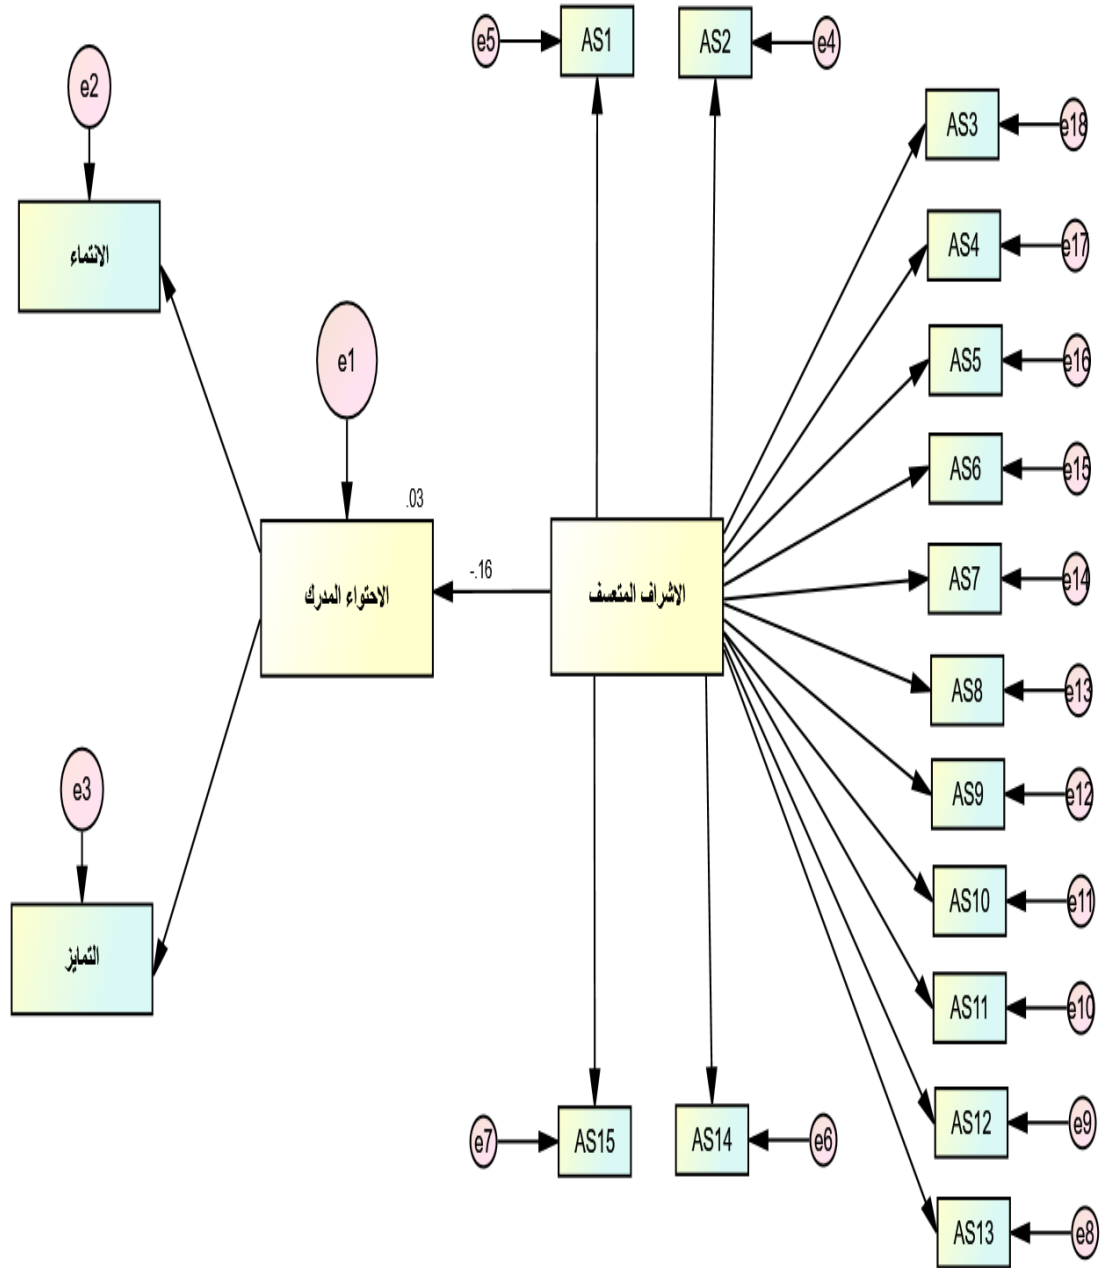 e5
AS1
AS2
e4
e2
AS3
e18
الانتماء
AS4
e17
e1
AS5
e16
AS6
e15
.03
-.16
الاحتواء المدرك
الاشراف المتعسف
AS7
e14
AS8
e13
e3
AS9
e12
التمايز
AS10
e11
AS11
e10
e7
AS15
AS14
e6
AS12
e9
AS13
e8